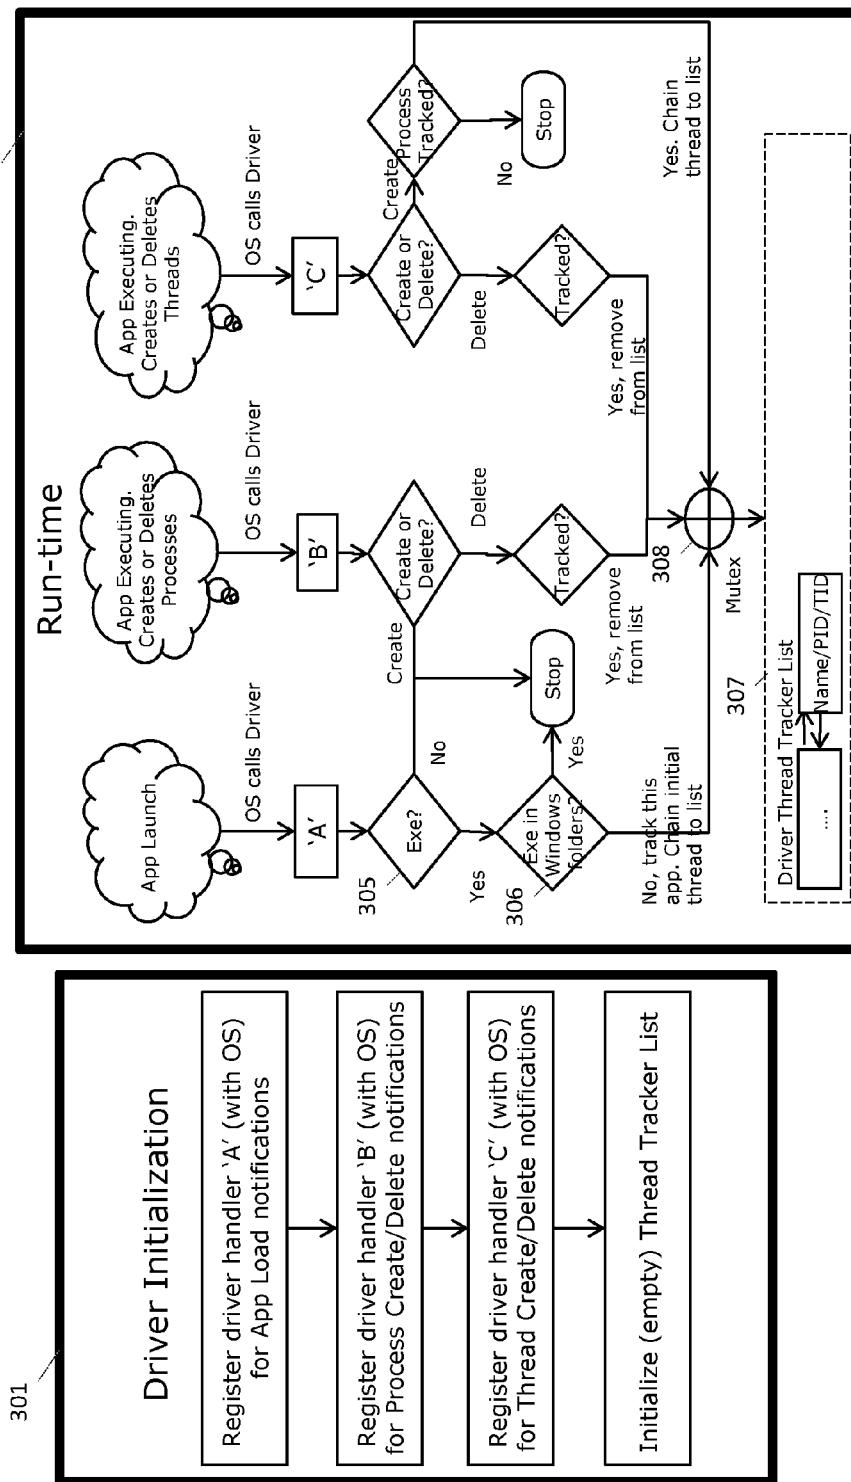 301
Driver Initialization
Register driver handler ‘A’ (with OS)
for App Load notifications
Register driver handler ‘B’ (with OS)
for Process Create/Delete notifications
Register driver handler ‘C’ (with OS)
for Thread Create/Delete notifications
Initialize (empty) Thread Tracker List
Run-time
App Launch
OS calls Driver
‘A’
305
Exe?
No
Yes
306
Exe in
Windows
folders?
Yes
Stop
No, track this
app. Chain initial
thread to list
App Executing.
Creates or Deletes
Processes
OS calls Driver
‘B’
Create or
Delete?
Create
Delete
Tracked?
Yes, remove
from list
App Executing.
Creates or Deletes
Threads
OS calls Driver
‘C’
Create or
Delete?
Create
Process
Tracked?
No
Stop
Delete
Tracked?
Yes, remove
from list
Yes. Chain
thread to list
308
Mutex
307
Driver Thread Tracker List
....
Name/PID/TID